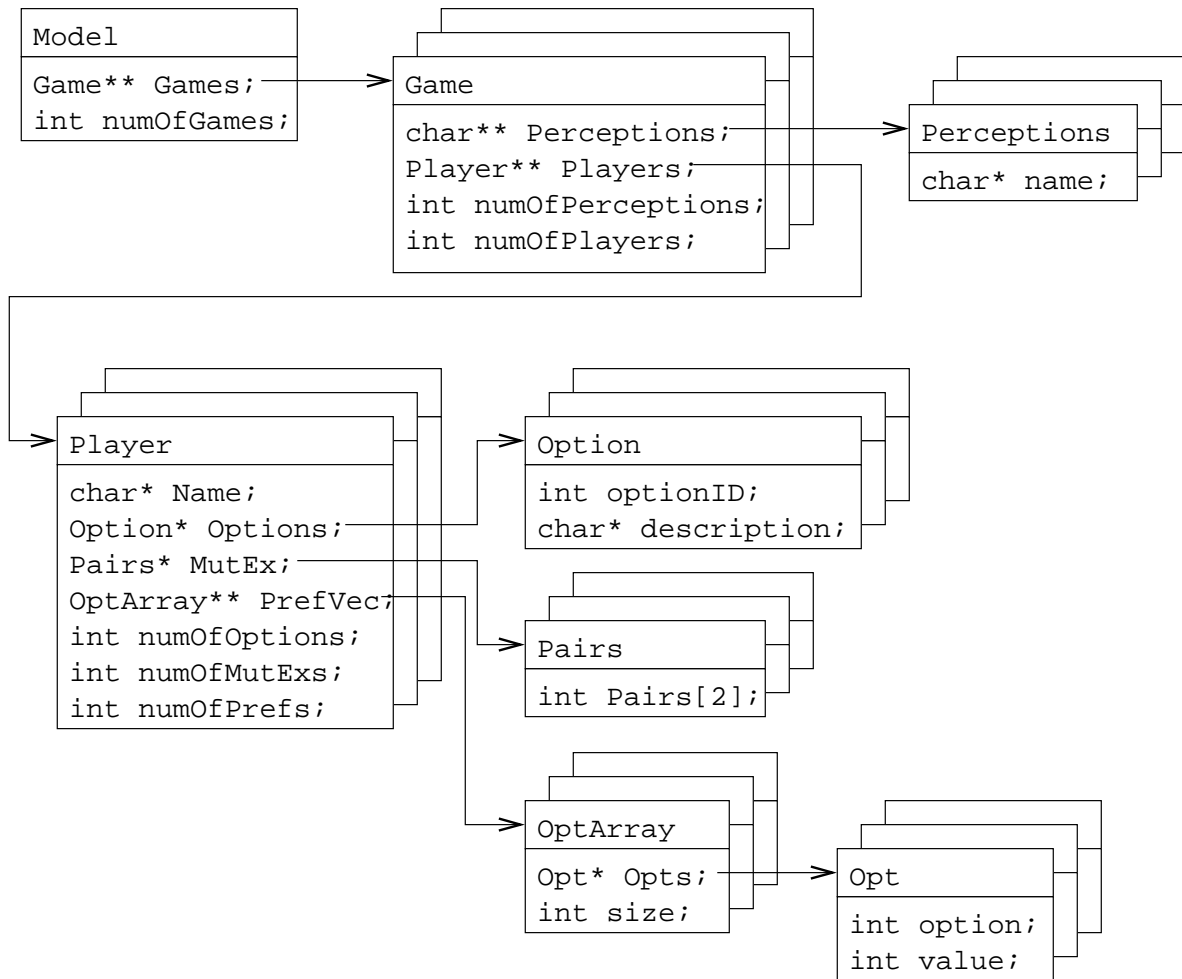 Model
Game** Games;
int numOfGames;
Game
char** Perceptions;
Player** Players;
int numOfPerceptions;
int numOfPlayers;
Perceptions
char* name;
Player
char* Name;
Option* Options;
Pairs* MutEx;
OptArray** PrefVec;
int numOfOptions;
int numOfMutExs;
int numOfPrefs;
Option
int optionID;
char* description;
Pairs
int Pairs[2];
OptArray
Opt* Opts;
int size;
Opt
int option;
int value;